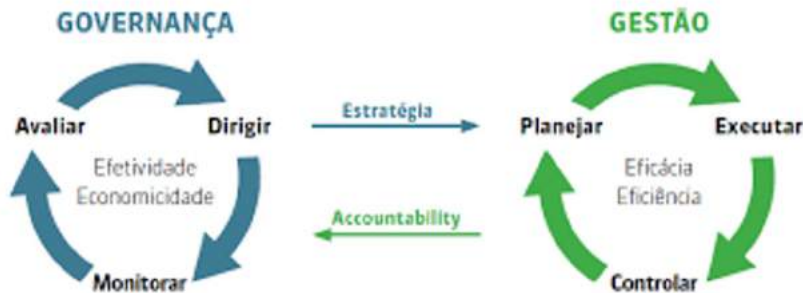 GOVERNANÇA
Avaliar
Dirigir
Efetividade
Economicidade
Monitorar
Estratégia
Accountability
GESTÃO
Planejar
Executar
Eficácia
Eficiência
Controlar